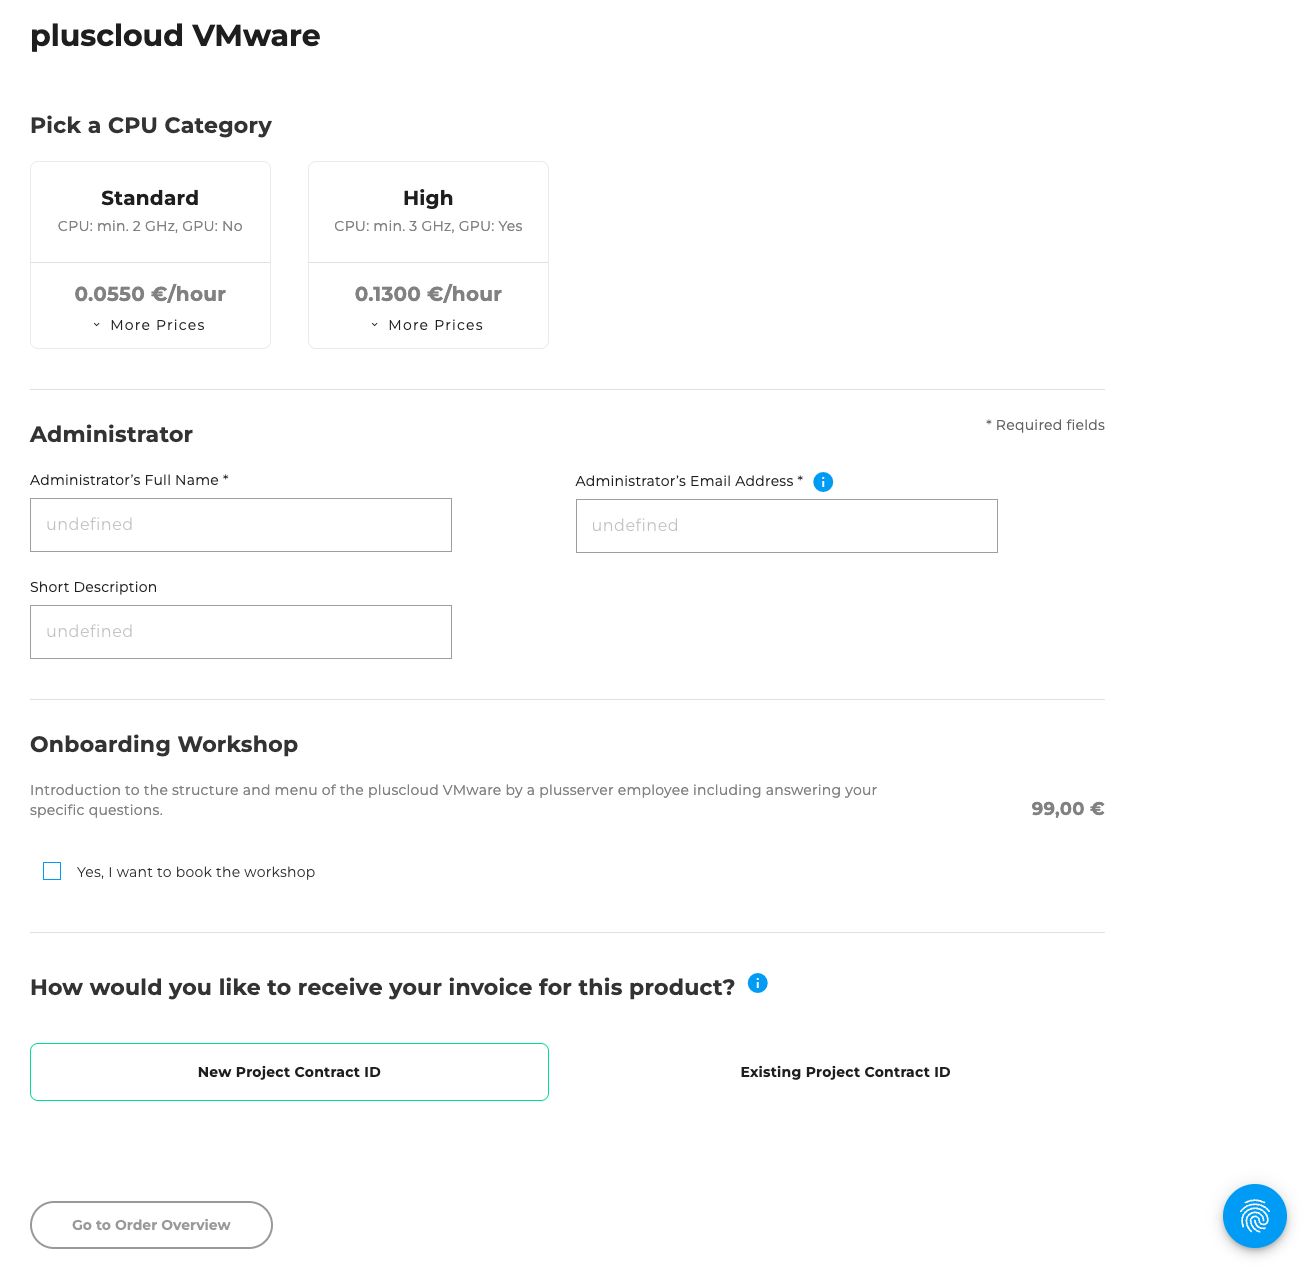 pluscloud VMware
Pick a CPU Category
Standard
CPU: min. 2 GHz, GPU: No
0.0550 €/hour
More Prices
High
CPU: min. 3 GHz, GPU: Yes
0.1300 €/hour
More Prices
Administrator
* Required fields
Administrator’s Full Name *
undefined
Administrator’s Email Address *
undefined
Short Description
undefined
Onboarding Workshop
Introduction to the structure and menu of the pluscloud VMware by a plusserver employee including answering your
specific questions.
99,00 €
Yes, I want to book the workshop
How would you like to receive your invoice for this product?
New Project Contract ID
Existing Project Contract ID
Go to Order Overview